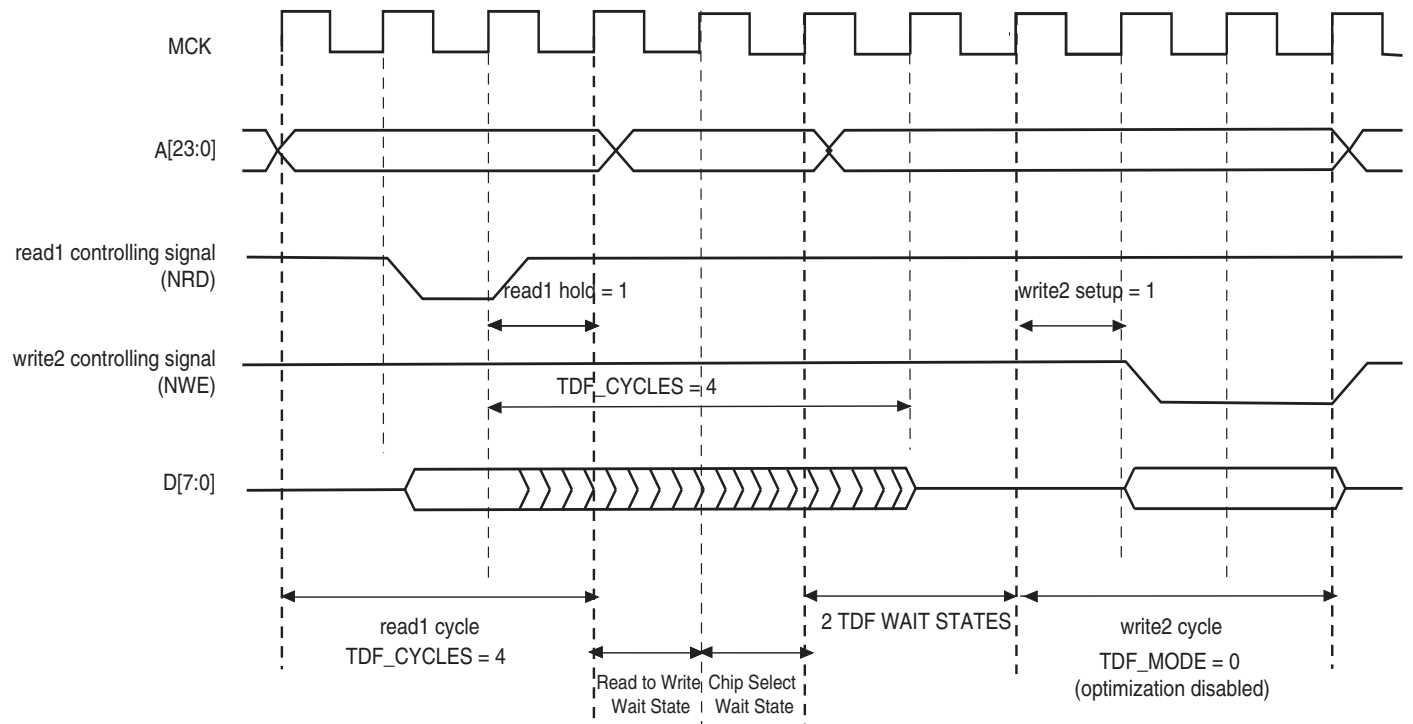 MCK
A[23:0]
read1 controlling signal
(NRD)
read1 hold = 1
write2 setup = 1
write2 controlling signal
(NWE)
TDF_CYCLES = 4
D[7:0]
read1 cycle
TDF_CYCLES = 4
Read to Write
Wait State
Chip Select
Wait State
2 TDF WAIT STATES
write2 cycle
TDF_MODE = 0
(optimization disabled)